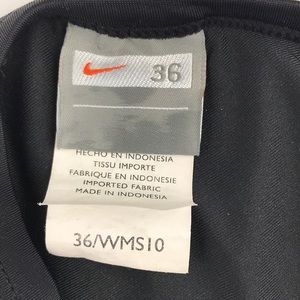 36
HECHO EN INDONESIA
TISSU IMPORTE
FABRIQUE EN INDONESIE
IMPORTED FABRIC
MADE IN INDONESIA
36/WMS10